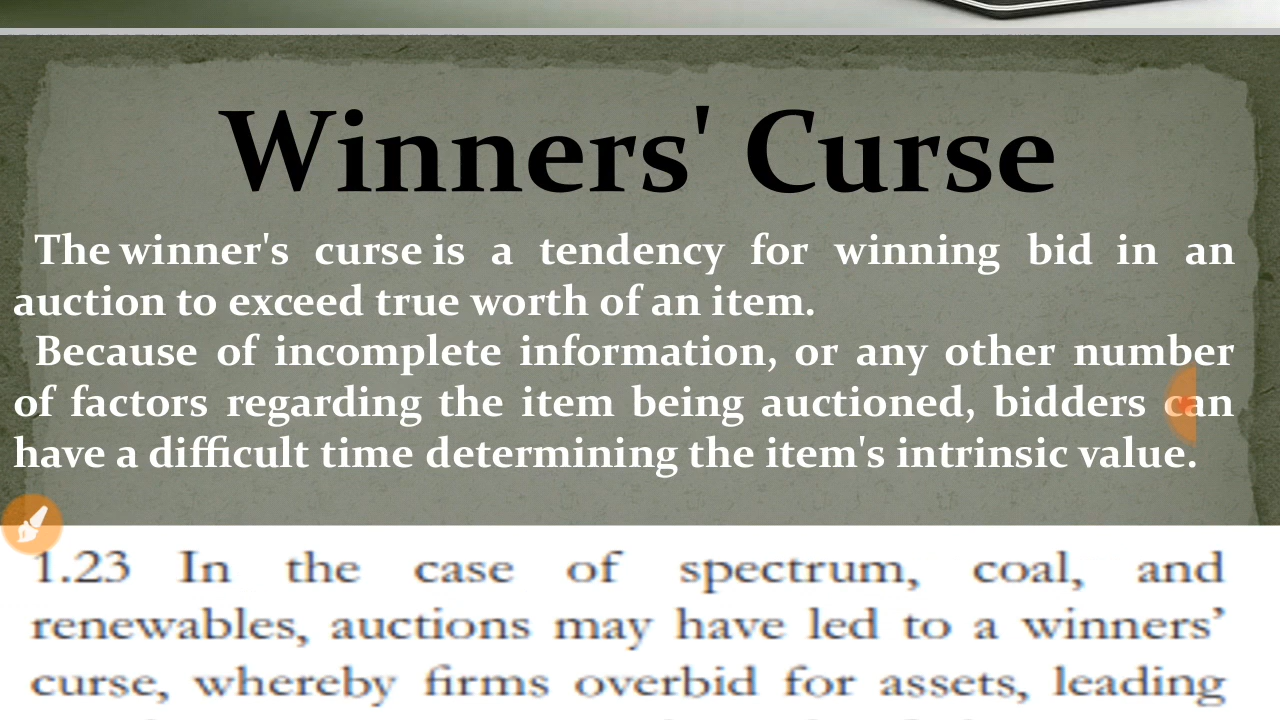 Winners' Curse
The winner's curse is a tendency for winning bid in an
auction to exceed true worth of an item.
Because of incomplete information, or any other number
of factors regarding the item being auctioned, bidders can
have a difficult time determining the item's intrinsic value.
1.23 In the case of spectrum, coal, and
renewables, auctions may have led to a winners’
curse, whereby firms overbid for assets, leading